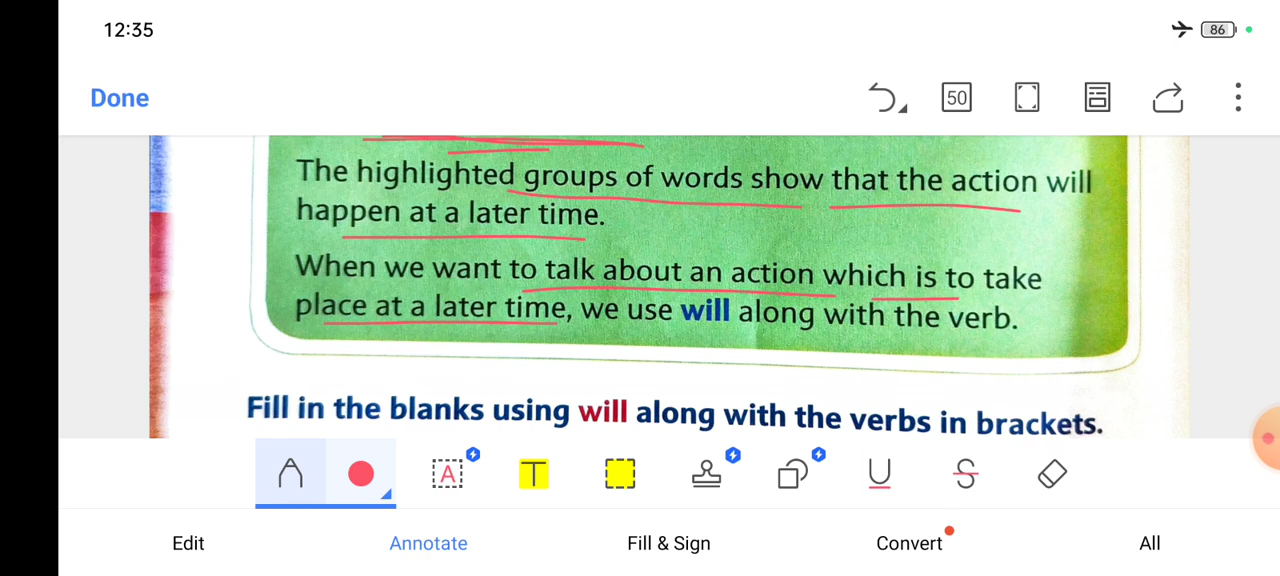 12:35
86
Done
50
The highlighted groups of words show that the action will
happen at a later time.
When we want to talk about an action which is to take
place at a later time, we use will along with the verb.
Fill in the blanks using will along with the verbs in brackets.
A
T
U
S
Edit
Annotate
Fill & Sign
Convert
All